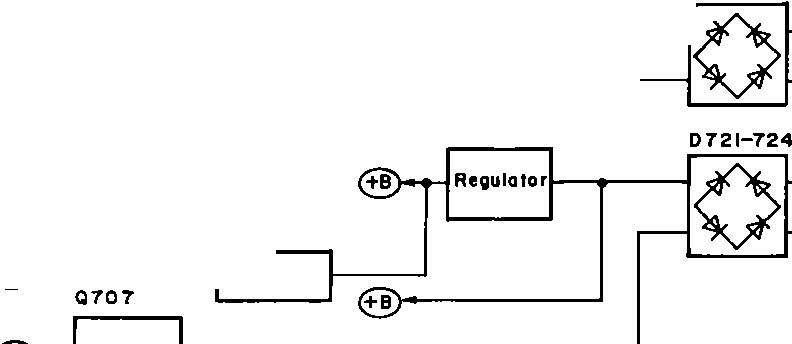 D721-724
+B
Regulator
Q707
+B